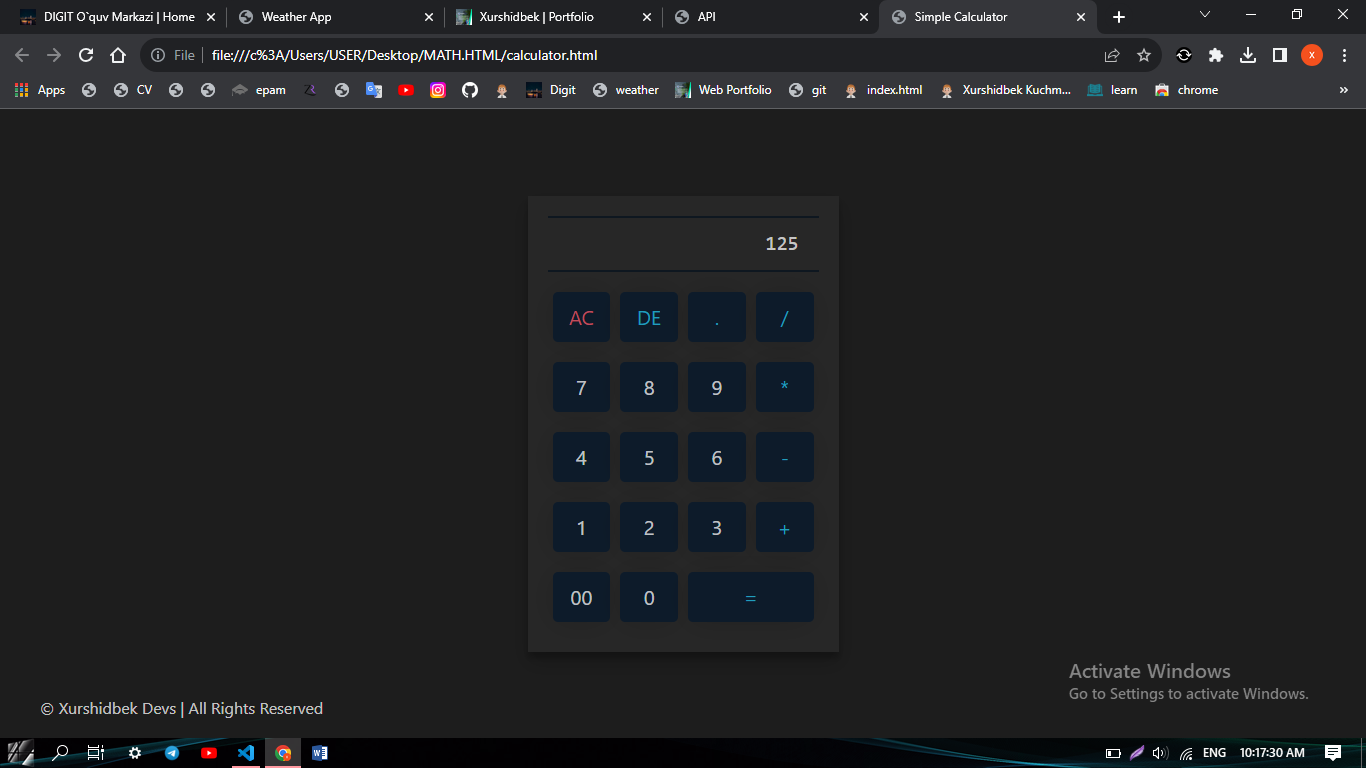 DIGIT O`quv Markazi | Home Weather App Xurshidbek | Portfolio API Simple Calculator
File file:///c%3A/Users/USER/Desktop/MATH.HTML/calculator.html X
Apps CV epam Digit weather Web Portfolio git index.html Xurshidbek Kuchm... learn chrome »
125
AC DE . /
7 8 9 *
4 5 6 -
1 2 3 +
00 0 =
Activate Windows
Go to Settings to activate Windows.
© Xurshidbek Devs | All Rights Reserved
ENG 10:17:30 AM